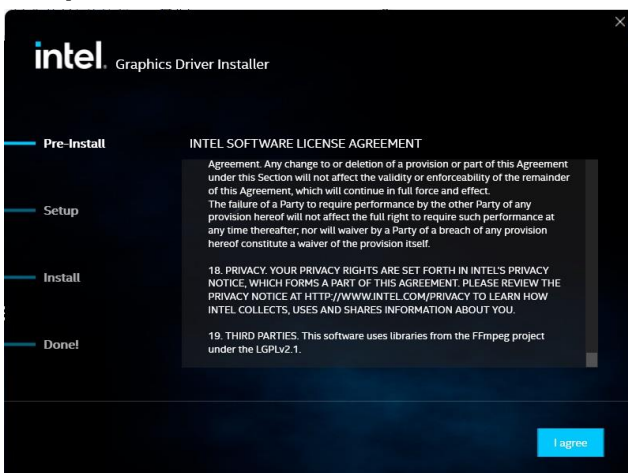 intel. Graphics Driver Installer
Pre-Install
Setup
Install
Done!
INTEL SOFTWARE LICENSE AGREEMENT
Agreement. Any change to or deletion of a provision or part of this Agreement
under this Section will not affect the validity or enforceability of the remainder
of this Agreement, which will continue in full force and effect.
The failure of a Party to require performance by the other Party of any
provision hereof will not affect the full right to require such performance at
any time thereafter; nor will waiver by a Party of a breach of any provision
hereof constitute a waiver of the provision itself.
18. PRIVACY. YOUR PRIVACY RIGHTS ARE SET FORTH IN INTEL'S PRIVACY
NOTICE, WHICH FORMS A PART OF THIS AGREEMENT. PLEASE REVIEW THE
PRIVACY NOTICE AT HTTP://WWW.INTEL.COM/PRIVACY TO LEARN HOW
INTEL COLLECTS, USES AND SHARES INFORMATION ABOUT YOU.
19. THIRD PARTIES. This software uses libraries from the FFmpeg project
under the LGPLv2.1.
I agree